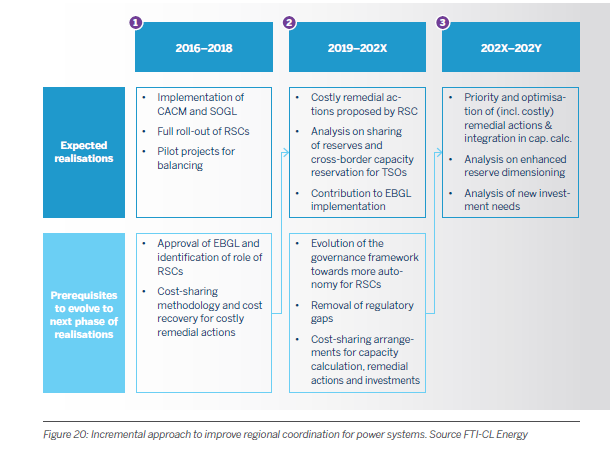 1
2016–2018
2
2019–202X
3
202X–202Y
Expected
realisations
• Implementation of
CACM and SOGL
• Full roll-out of RSCs
• Pilot projects for
balancing
• Costly remedial ac-
tions proposed by RSC
• Analysis on sharing
of reserves and
cross-border capacity
reservation for TSOs
• Contribution to EBGL
implementation
• Priority and optimisa-
tion of (incl. costly)
remedial actions &
integration in cap. calc.
• Analysis on enhanced
reserve dimensioning
• Analysis of new invest-
ment needs
Prerequisites
to evolve to
next phase of
realisations
• Approval of EBGL and
identification of role of
RSCs
• Cost-sharing
methodology and cost
recovery for costly
remedial actions
• Evolution of the
governance framework
towards more auto-
nomy for RSCs
• Removal of regulatory
gaps
• Cost-sharing arrange-
ments for capacity
calculation, remedial
actions and investments
Figure 20: Incremental approach to improve regional coordination for power systems. Source FTI-CL Energy